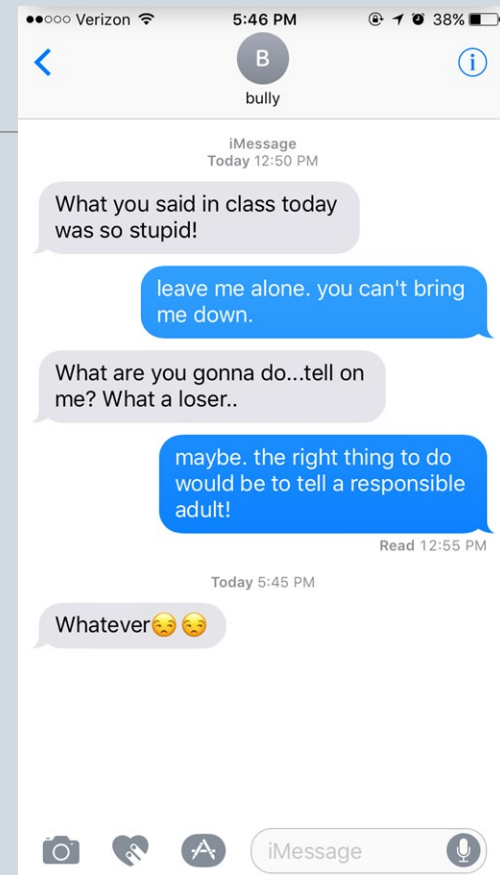 Verizon 5:46 PM 38%
B
bully
iMessage
Today 12:50 PM
What you said in class today
was so stupid!
leave me alone. you can't bring
me down.
What are you gonna do...tell on
me? What a loser..
maybe. the right thing to do
would be to tell a responsible
adult!
Read 12:55 PM
Today 5:45 PM
Whatever😒😒
iMessage